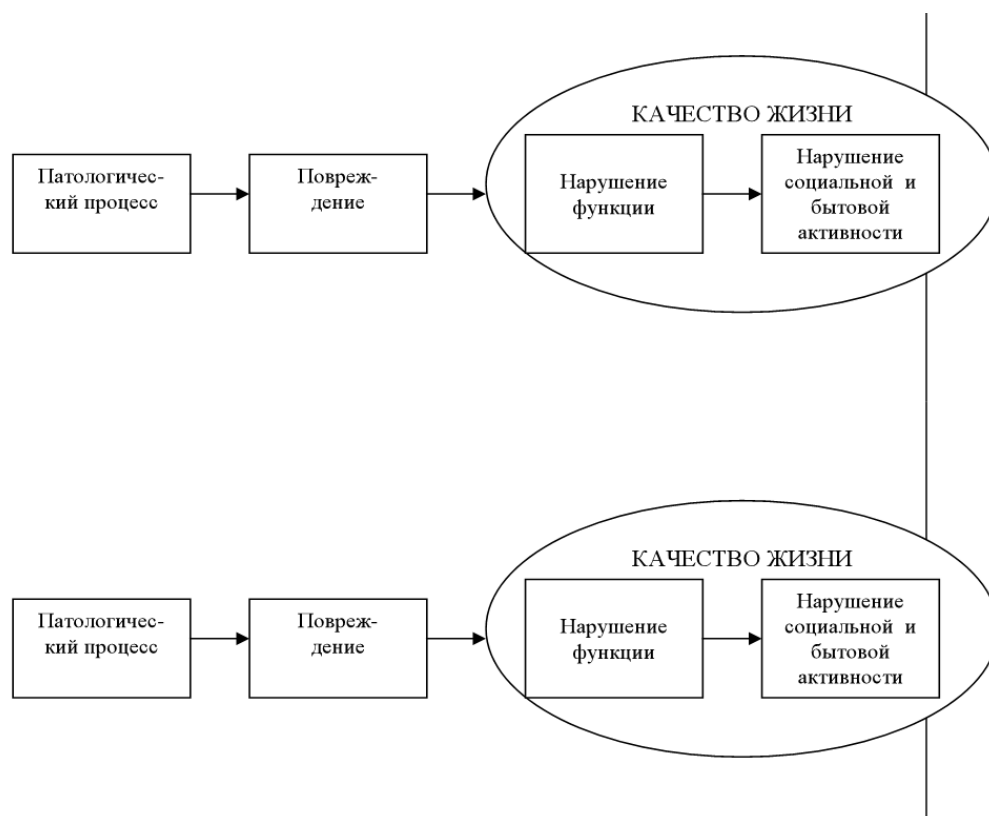 КАЧЕСТВО ЖИЗНИ
Патологичес-
кий процесс
Повреж-
дение
Нарушение
функции
Нарушение
социальной и
бытовой
активности
КАЧЕСТВО ЖИЗНИ
Патологичес-
кий процесс
Повреж-
дение
Нарушение
функции
Нарушение
социальной и
бытовой
активности